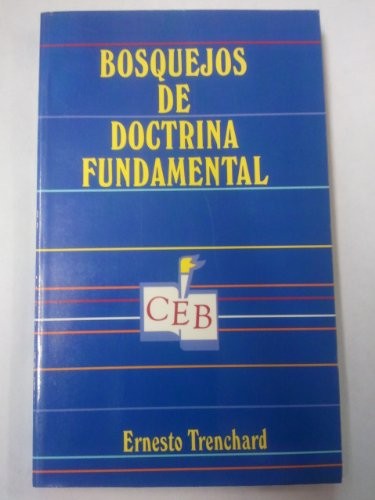 BOSQUEJOS
DE
DOCTRINA
FUNDAMENTAL
CEB
Ernesto Trenchard